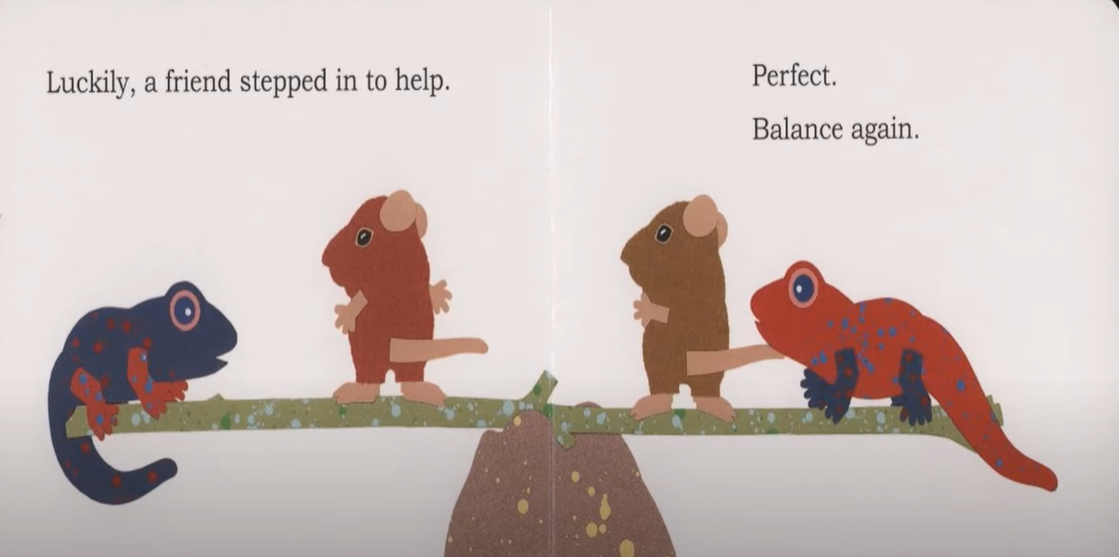 Luckily, a friend stepped in to help.
Perfect.
Balance again.